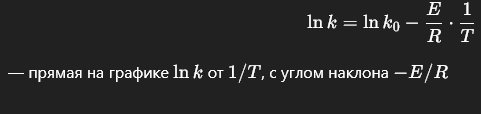 ln k = ln k₀ − E/R · 1/T
— прямая на графике ln k от 1/T, с углом наклона −E/R